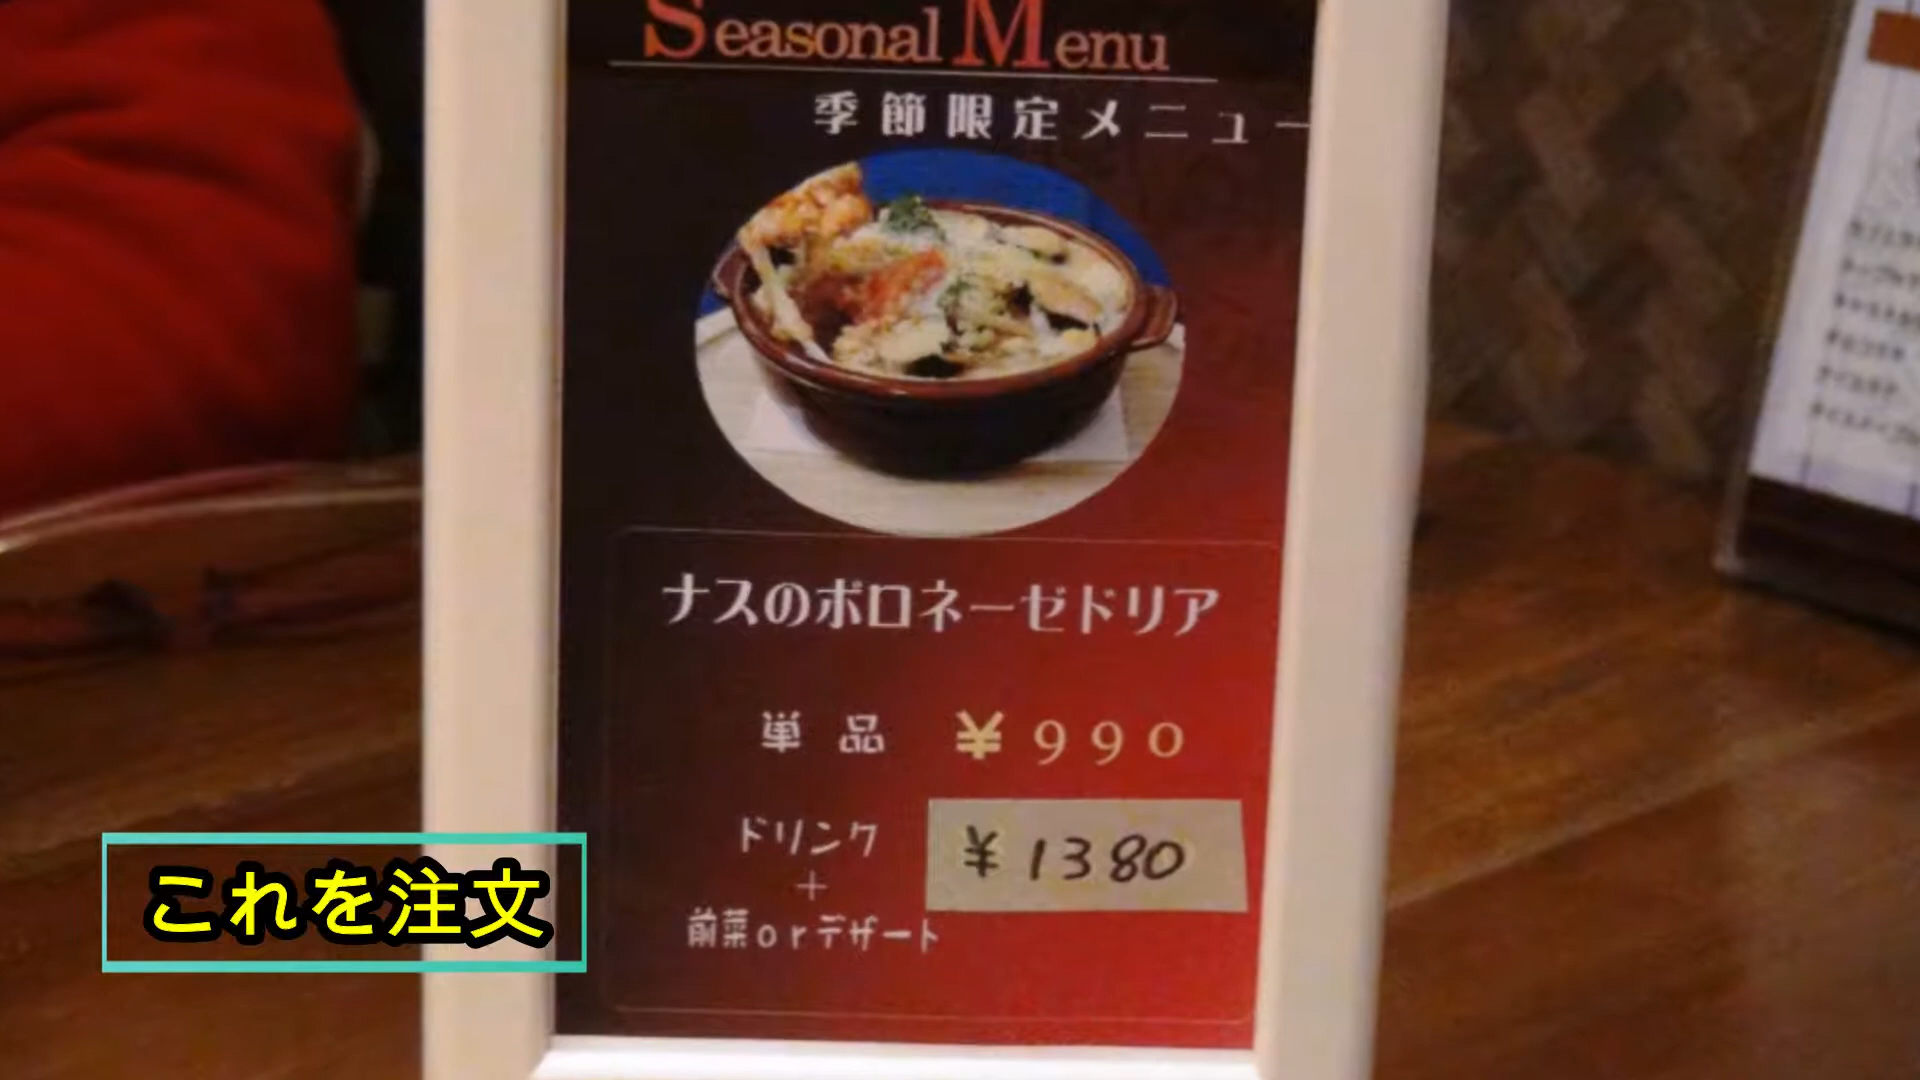 Seasonal Menu
季節限定メニュー
ナスのボロネーゼドリア
単品 ¥990
ドリンク
+
前菜orデザート
¥1380
これを注文